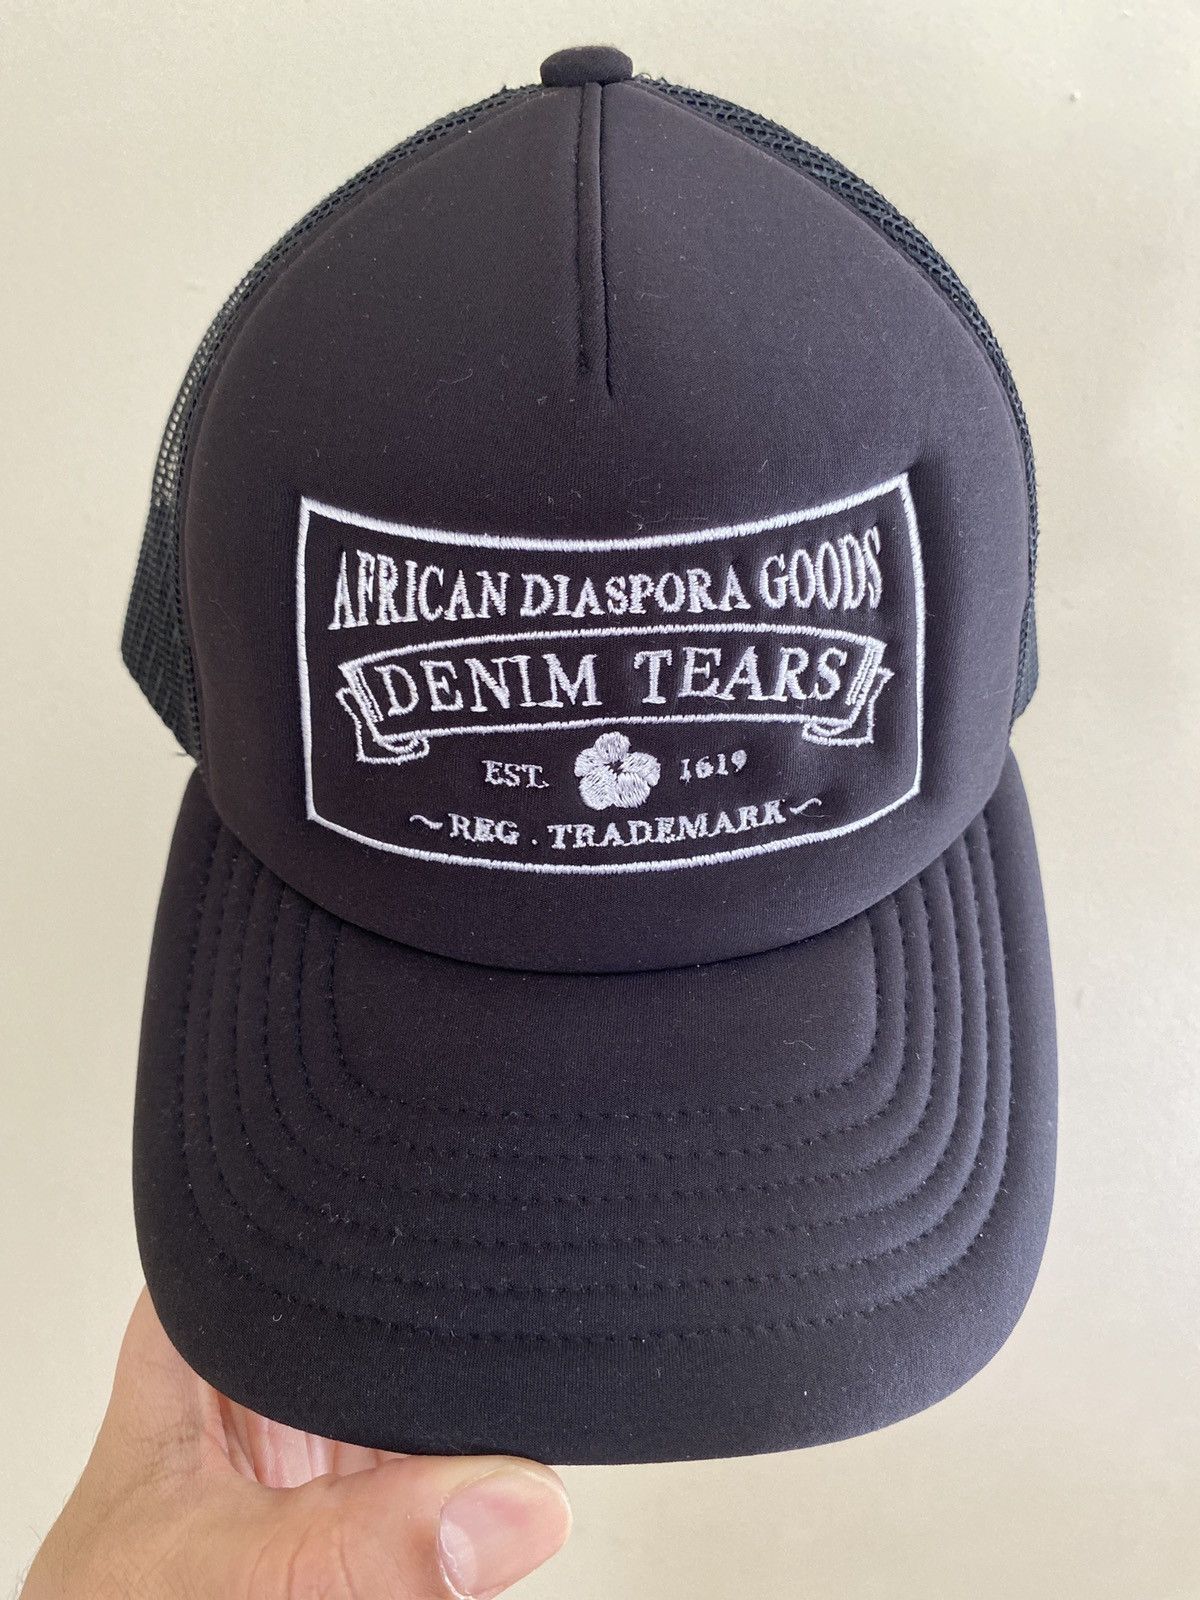 AFRICAN DIASPORA GOODS
DENIM TEARS
EST. 1619
~REG. TRADEMARK~